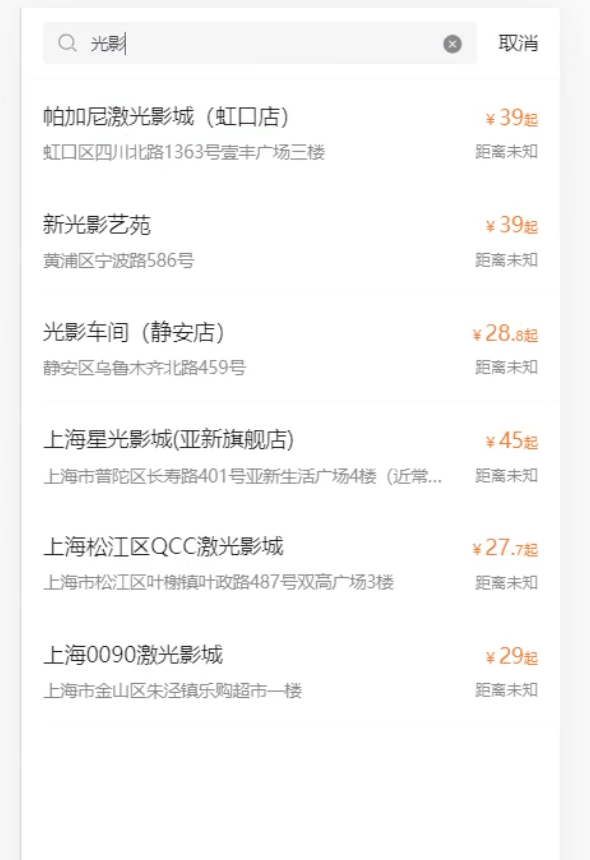 光影 取消
帕加尼激光影城（虹口店） ¥39起
虹口区四川北路1363号壹丰广场三楼 距离未知
新光影艺苑 ¥39起
黄浦区宁波路586号 距离未知
光影车间（静安店） ¥28.8起
静安区乌鲁木齐北路459号 距离未知
上海星光影城(亚新旗舰店) ¥45起
上海市普陀区长寿路401号亚新生活广场4楼（近常... 距离未知
上海松江区QCC激光影城 ¥27.7起
上海市松江区叶榭镇叶政路487号双高广场3楼 距离未知
上海0090激光影城 ¥29起
上海市金山区朱泾镇乐购超市一楼 距离未知